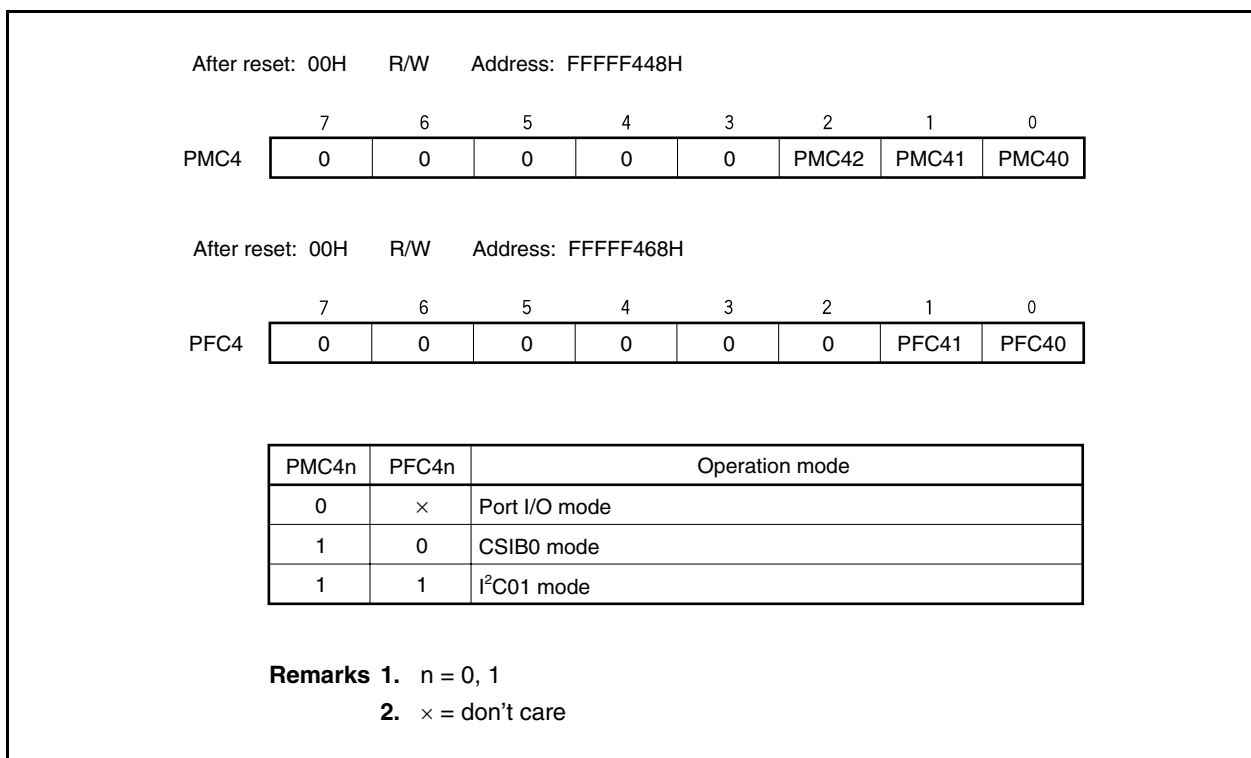 After reset: 00H R/W Address: FFFFF448H
7 6 5 4 3 2 1 0
PMC4 0 0 0 0 0 PMC42 PMC41 PMC40
After reset: 00H R/W Address: FFFFF468H
7 6 5 4 3 2 1 0
PFC4 0 0 0 0 0 0 PFC41 PFC40
PMC4n PFC4n Operation mode
0 × Port I/O mode
1 0 CSIB0 mode
1 1 I²C01 mode
Remarks 1. n = 0, 1
2. × = don't care